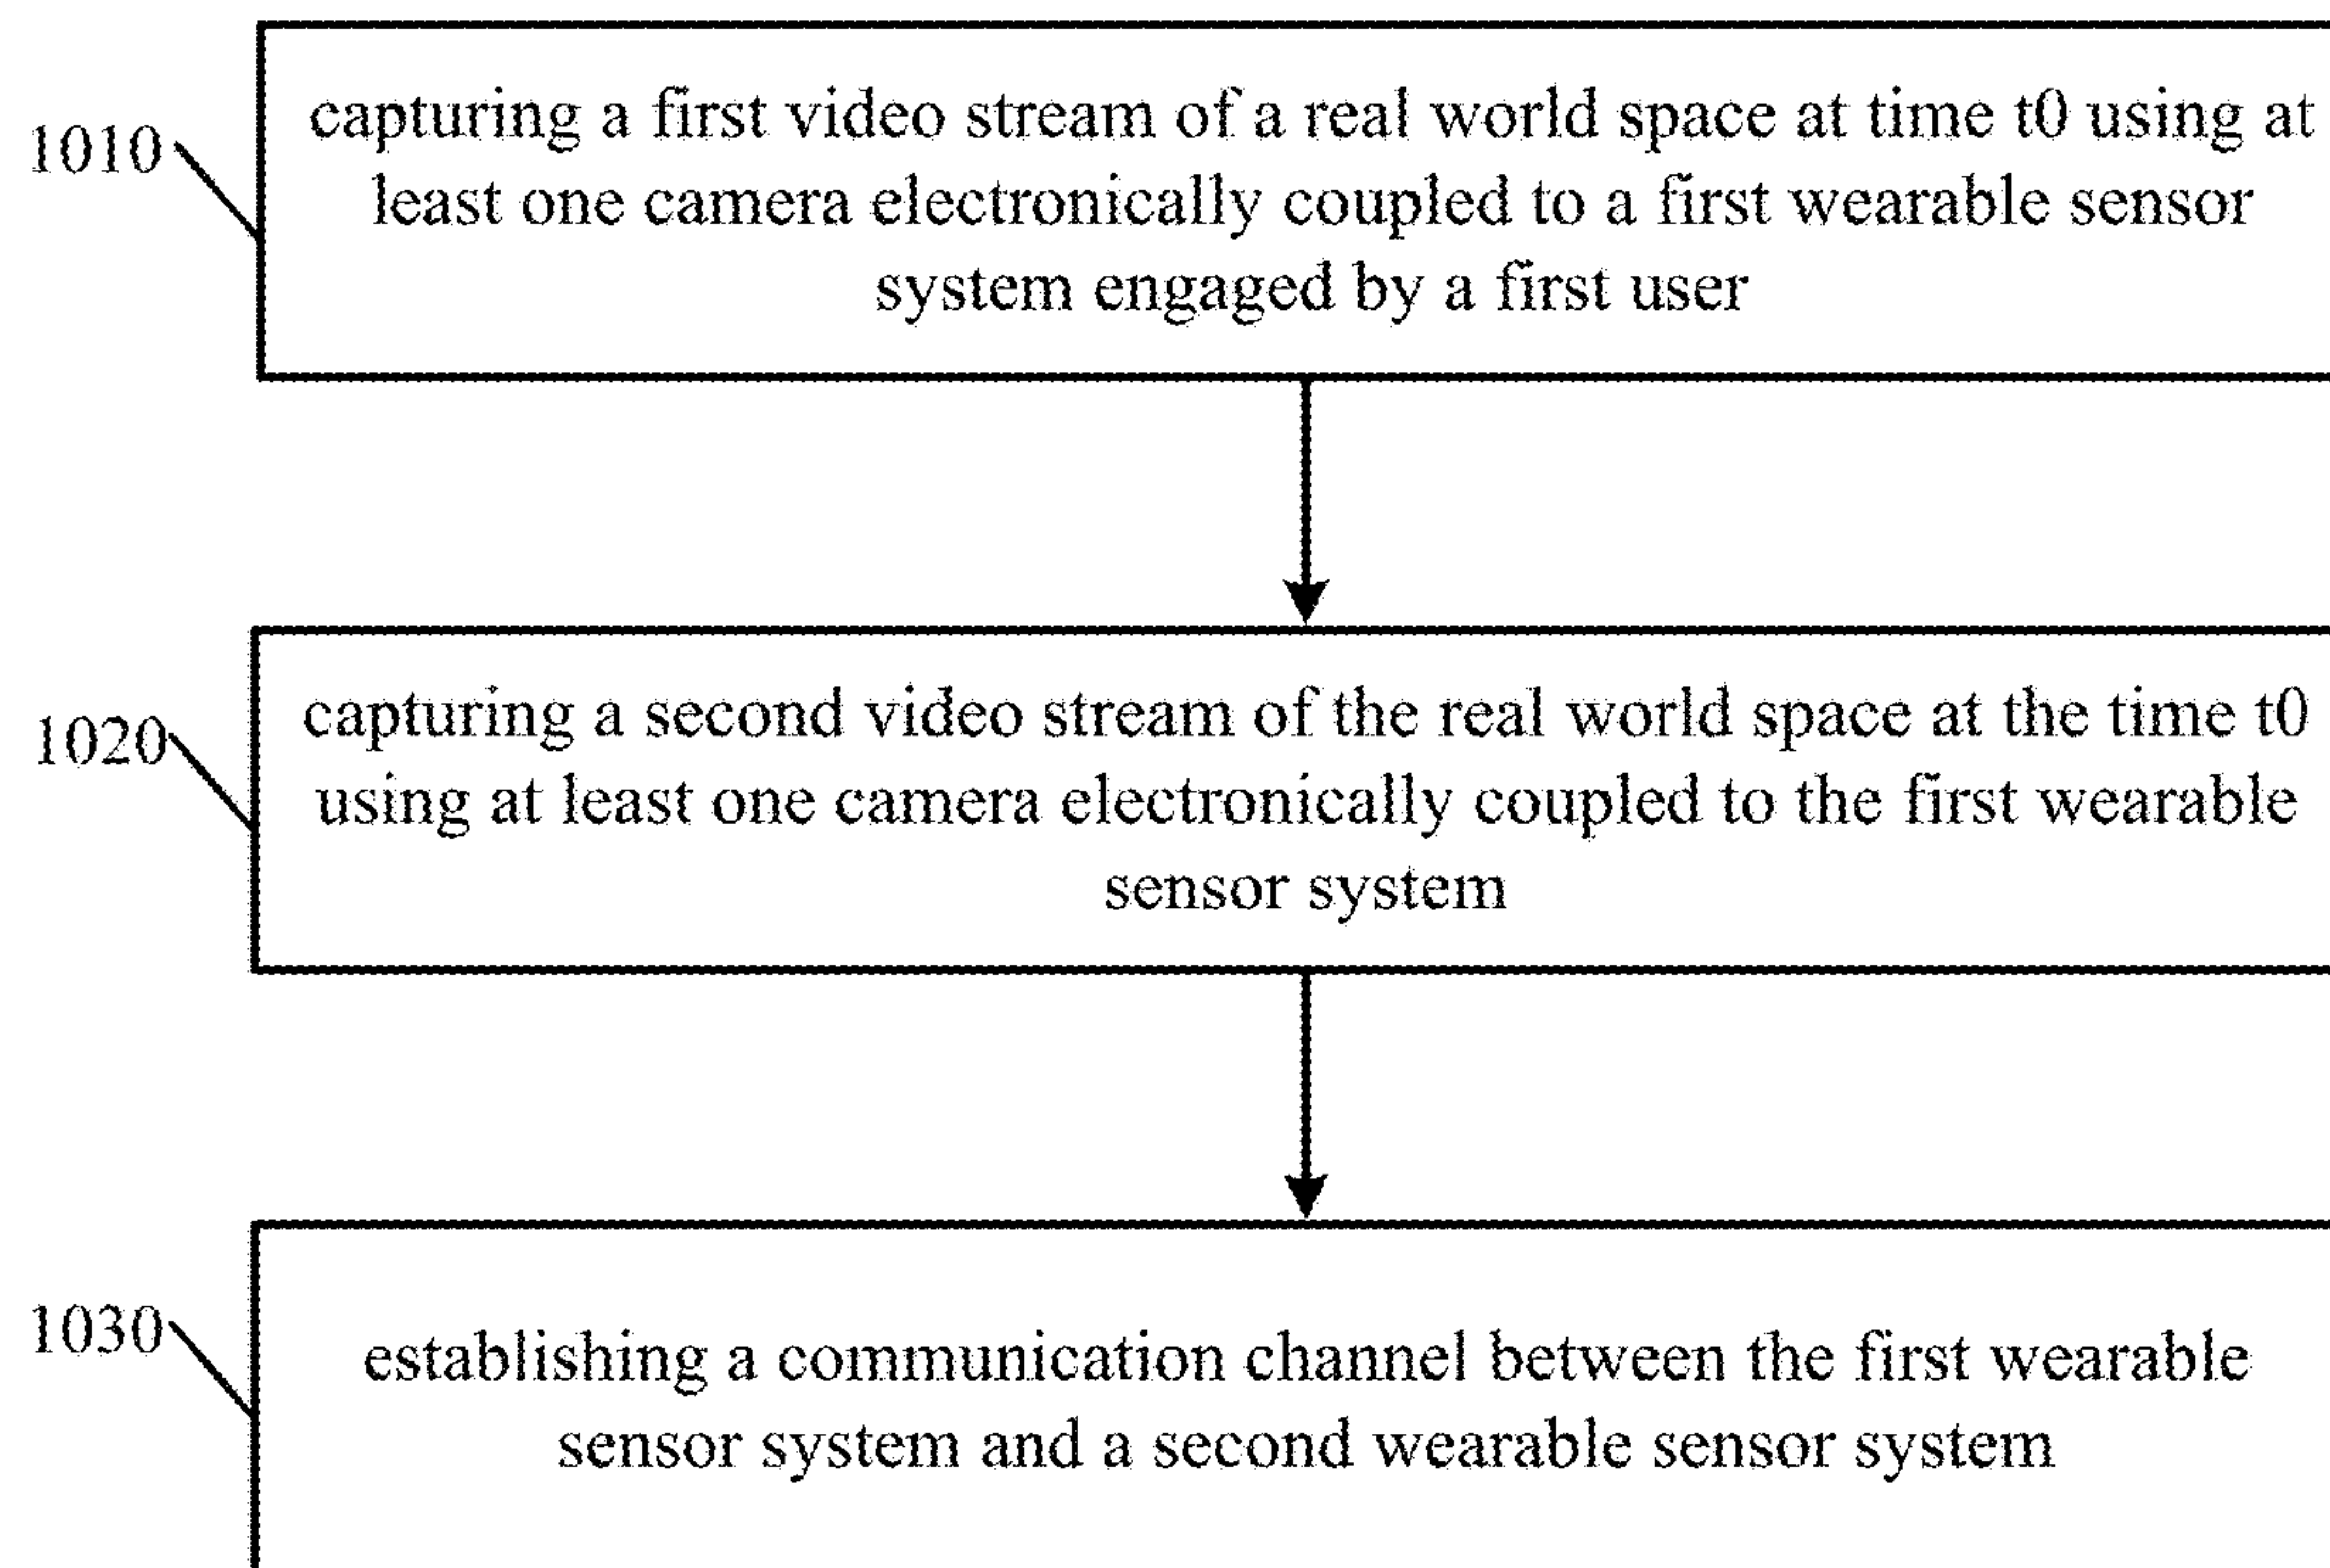 1010
capturing a first video stream of a real world space at time t0 using at
least one camera electronically coupled to a first wearable sensor
system engaged by a first user
1020
capturing a second video stream of the real world space at the time t0
using at least one camera electronically coupled to the first wearable
sensor system
1030
establishing a communication channel between the first wearable
sensor system and a second wearable sensor system